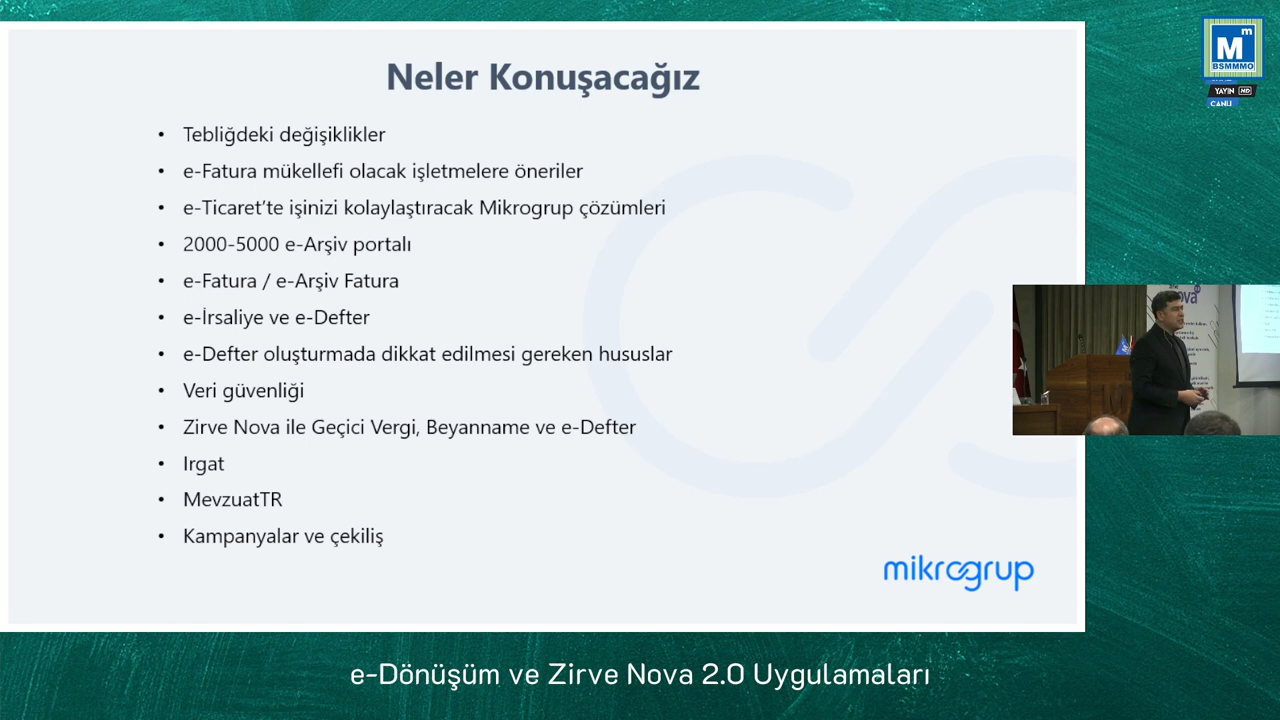 Neler Konuşacağız
• Tebliğdeki değişiklikler
• e-Fatura mükellefi olacak işletmelere öneriler
• e-Ticaret’te işinizi kolaylaştıracak Mikrogrup çözümleri
• 2000-5000 e-Arşiv portalı
• e-Fatura / e-Arşiv Fatura
• e-İrsaliye ve e-Defter
• e-Defter oluşturmada dikkat edilmesi gereken hususlar
• Veri güvenliği
• Zirve Nova ile Geçici Vergi, Beyanname ve e-Defter
• Irgat
• MevzuatTR
• Kampanyalar ve çekiliş
mikrogrup
Mm
BSMMMO
YAYIN HD
CANLI
nova
e-Dönüşüm ve Zirve Nova 2.0 Uygulamaları